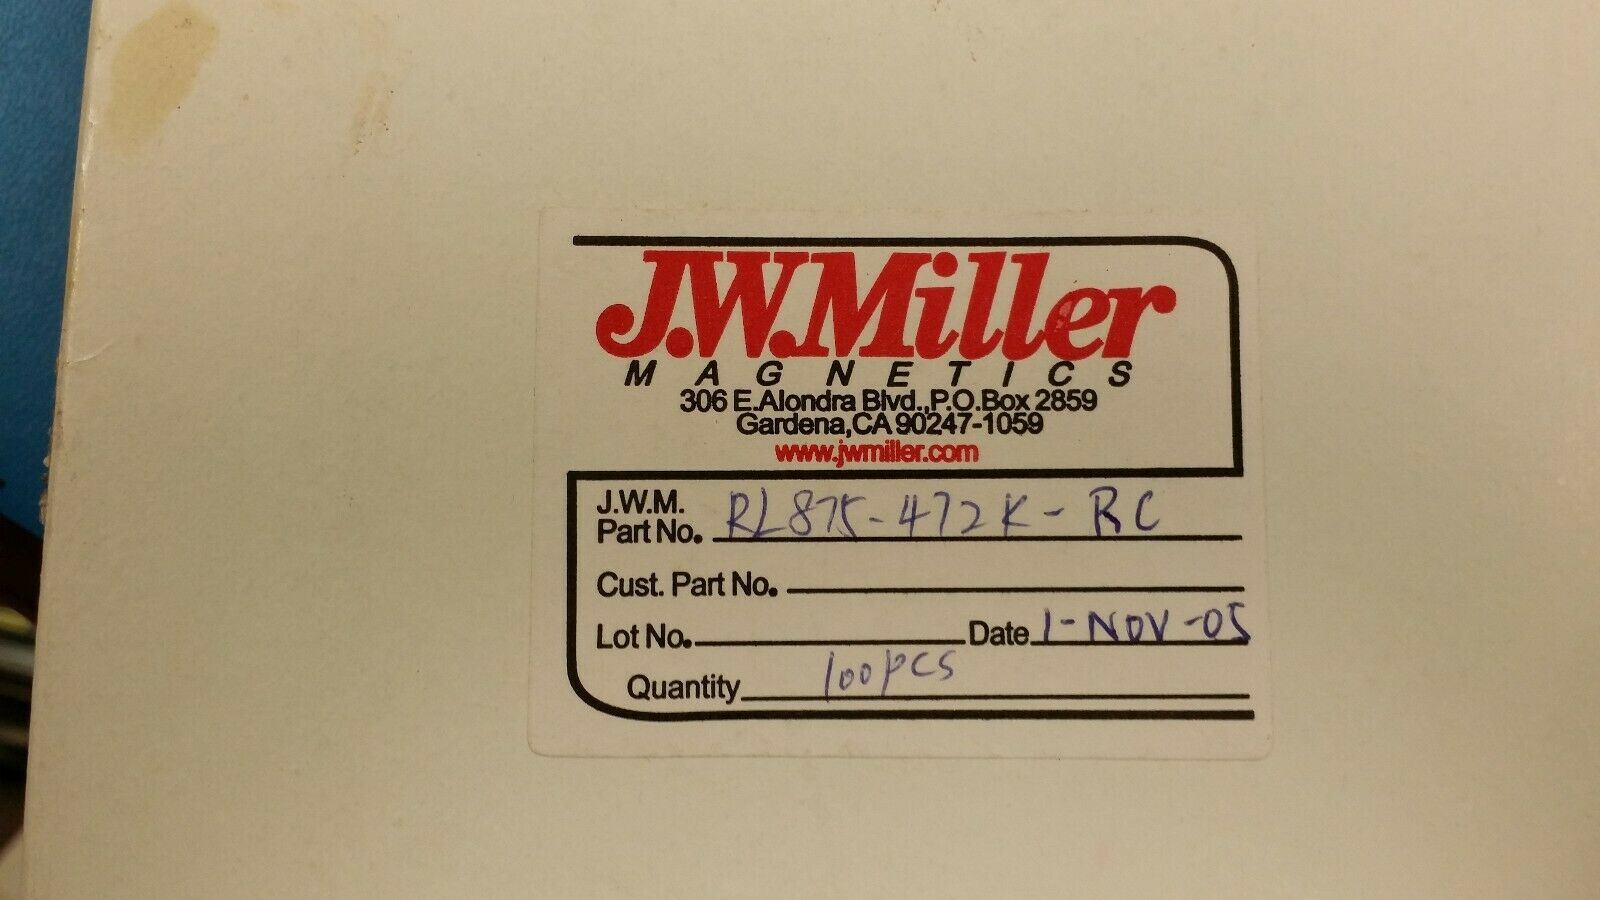 J.W.Miller
MAGNETICS
306 E.Alondra Blvd.,P.O.Box 2859
Gardena,CA 90247-1059
www.jwmiller.com
J.W.M.
Part No. RL875-472K-RC
Cust. Part No.
Lot No. Date 1-NOV-05
Quantity 100pcs